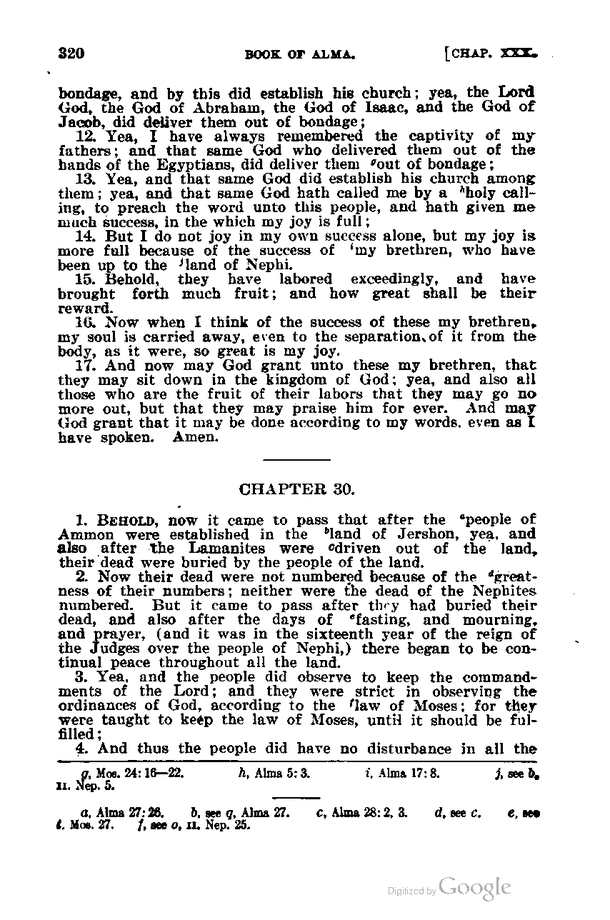 320 BOOK OF ALMA. [CHAP. XXX.
bondage, and by this did establish his church; yea, the Lord
God, the God of Abraham, the God of Isaac, and the God of
Jacob, did deliver them out of bondage;
12. Yea, I have always remembered the captivity of my
fathers; and that same God who delivered them out of the
hands of the Egyptians, did deliver them gout of bondage;
13. Yea, and that same God did establish his church among
them; yea, and that same God hath called me by a hholy call-
ing, to preach the word unto this people, and hath given me
much success, in the which my joy is full;
14. But I do not joy in my own success alone, but my joy is
more full because of the success of imy brethren, who have
been up to the jland of Nephi.
15. Behold, they have labored exceedingly, and have
brought forth much fruit; and how great shall be their
reward.
16. Now when I think of the success of these my brethren,
my soul is carried away, even to the separation of it from the
body, as it were, so great is my joy.
17. And now may God grant unto these my brethren, that
they may sit down in the kingdom of God; yea, and also all
those who are the fruit of their labors that they may go no
more out, but that they may praise him for ever. And may
God grant that it may be done according to my words, even as I
have spoken. Amen.
CHAPTER 30.
1. BEHOLD, now it came to pass that after the apeople of
Ammon were established in the bland of Jershon, yea, and
also after the Lamanites were cdriven out of the land,
their dead were buried by the people of the land.
2. Now their dead were not numbered because of the dgreat-
ness of their numbers; neither were the dead of the Nephites
numbered. But it came to pass after they had buried their
dead, and also after the days of efasting, and mourning,
and prayer, (and it was in the sixteenth year of the reign of
the Judges over the people of Nephi,) there began to be con-
tinual peace throughout all the land.
3. Yea, and the people did observe to keep the command-
ments of the Lord; and they were strict in observing the
ordinances of God, according to the flaw of Moses; for they
were taught to keep the law of Moses, until it should be ful-
filled;
4. And thus the people did have no disturbance in all the
g, Mos. 24: 16—22. h, Alma 5: 3. i, Alma 17: 8. j, see b,
II. Nep. 5.
a, Alma 27: 26. b, see q, Alma 27. c, Alma 28: 2, 3. d, see c. e, see
t, Mos. 27. f, see o, II. Nep. 25.
Digitized by Google